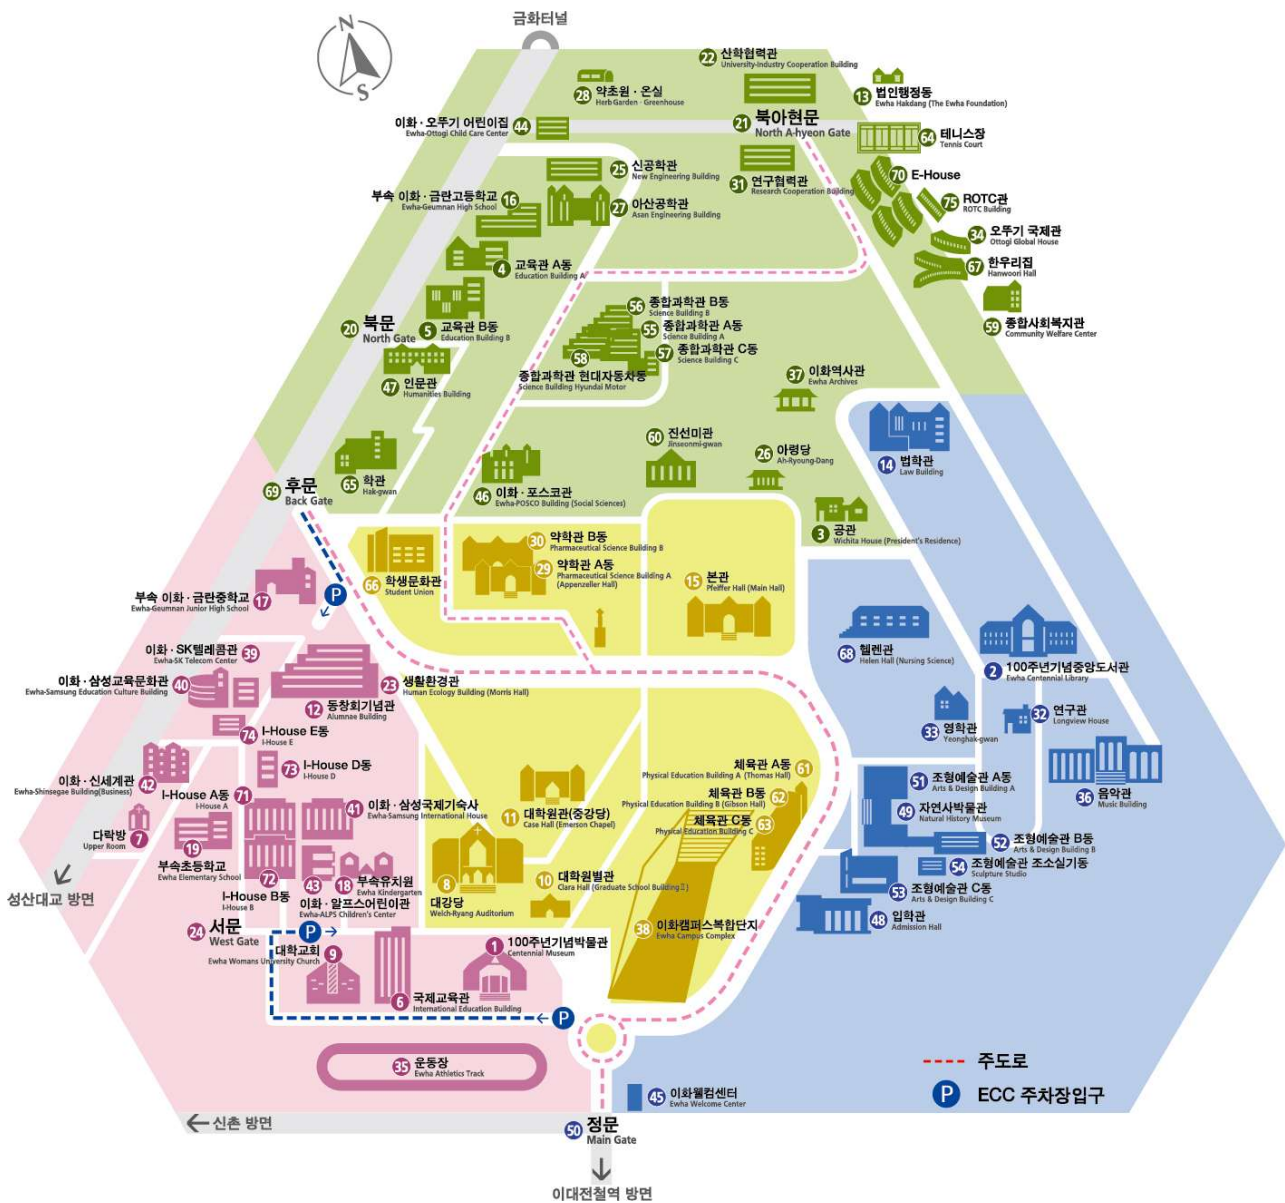 금화터널
N
S
22 산학협력관
University-Industry Cooperation Building
28 약초원 · 온실
Herb Garden · Greenhouse
13 법인행정동
Ewha Hakdang (The Ewha Foundation)
이화 · 오뚜기 어린이집 44
Ewha-Ottogi Child Care Center
21 북아현문
North A-hyeon Gate
64 테니스장
Tennis Court
25 신공학관
New Engineering Building
31 연구협력관
Research Cooperation Building
70 E-House
부속 이화 · 금란고등학교 16
Ewha-Geumnan High School
27 아산공학관
Asan Engineering Building
75 ROTC관
ROTC Building
34 오뚜기 국제관
Ottogi Global House
4 교육관 A동
Education Building A
67 한우리집
Hanwoori Hall
20 북문
North Gate
5 교육관 B동
Education Building B
56 종합과학관 B동
Science Building B
55 종합과학관 A동
Science Building A
57 종합과학관 C동
Science Building C
59 종합사회복지관
Community Welfare Center
58
종합과학관 현대자동차동
Science Building Hyundai Motor
47 인문관
Humanities Building
37 이화역사관
Ewha Archives
60 진선미관
Jinseonmi-gwan
26 아령당
Ah-Ryoung-Dang
14 법학관
Law Building
69 후문
Back Gate
65 학관
Hak-gwan
46 이화 · 포스코관
Ewha-POSCO Building (Social Sciences)
3 공관
Wichita House (President's Residence)
30 약학관 B동
Pharmaceutical Science Building B
29 약학관 A동
Pharmaceutical Science Building A
(Appenzeller Hall)
66 학생문화관
Student Union
15 본관
Pfeiffer Hall (Main Hall)
P
부속 이화 · 금란중학교 17
Ewha-Geumnan Junior High School
이화 · SK텔레콤관 39
Ewha-SK Telecom Center
이화 · 삼성교육문화관 40
Ewha-Samsung Education Culture Building
23 생활환경관
Human Ecology Building (Morris Hall)
12 동창회기념관
Alumnae Building
68 헬렌관
Helen Hall (Nursing Science)
2 100주년기념중앙도서관
Ewha Centennial Library
74 I-House E동
I-House E
33 영학관
Yeonghak-gwan
32 연구관
Longview House
73 I-House D동
I-House D
이화 · 신세계관 42
Ewha-Shinsegae Building(Business)
I-House A동 71
I-House A
41 이화 · 삼성국제기숙사
Ewha-Samsung International House
체육관 A동 61
Physical Education Building A (Thomas Hall)
체육관 B동 62
Physical Education Building B (Gibson Hall)
체육관 C동 63
Physical Education Building C
51 조형예술관 A동
Arts & Design Building A
49 자연사박물관
Natural History Museum
36 음악관
Music Building
11 대학원관(중강당)
Case Hall (Emerson Chapel)
다락방 7
Upper Room
19
부속초등학교
Ewha Elementary School
52 조형예술관 B동
Arts & Design Building B
54 조형예술관 조소실기동
Sculpture Studio
53 조형예술관 C동
Arts & Design Building C
72
I-House B동
I-House B
43
18 부속유치원
Ewha Kindergarten
이화 · 알프스어린이관
Ewha-ALPS Children's Center
8
대강당
Welch-Ryang Auditorium
10 대학원별관
Clara Hall (Graduate School Building Ⅱ)
48 입학관
Admission Hall
성산대교 방면
24 서문
West Gate
P
38 이화캠퍼스복합단지
Ewha Campus Complex
대학교회 9
Ewha Womans University Church
1 100주년기념박물관
Centennial Museum
6 국제교육관
International Education Building
P
35 운동장
Ewha Athletics Track
주도로
P ECC 주차장입구
45 이화웰컴센터
Ewha Welcome Center
신촌 방면
50 정문
Main Gate
이대전철역 방면